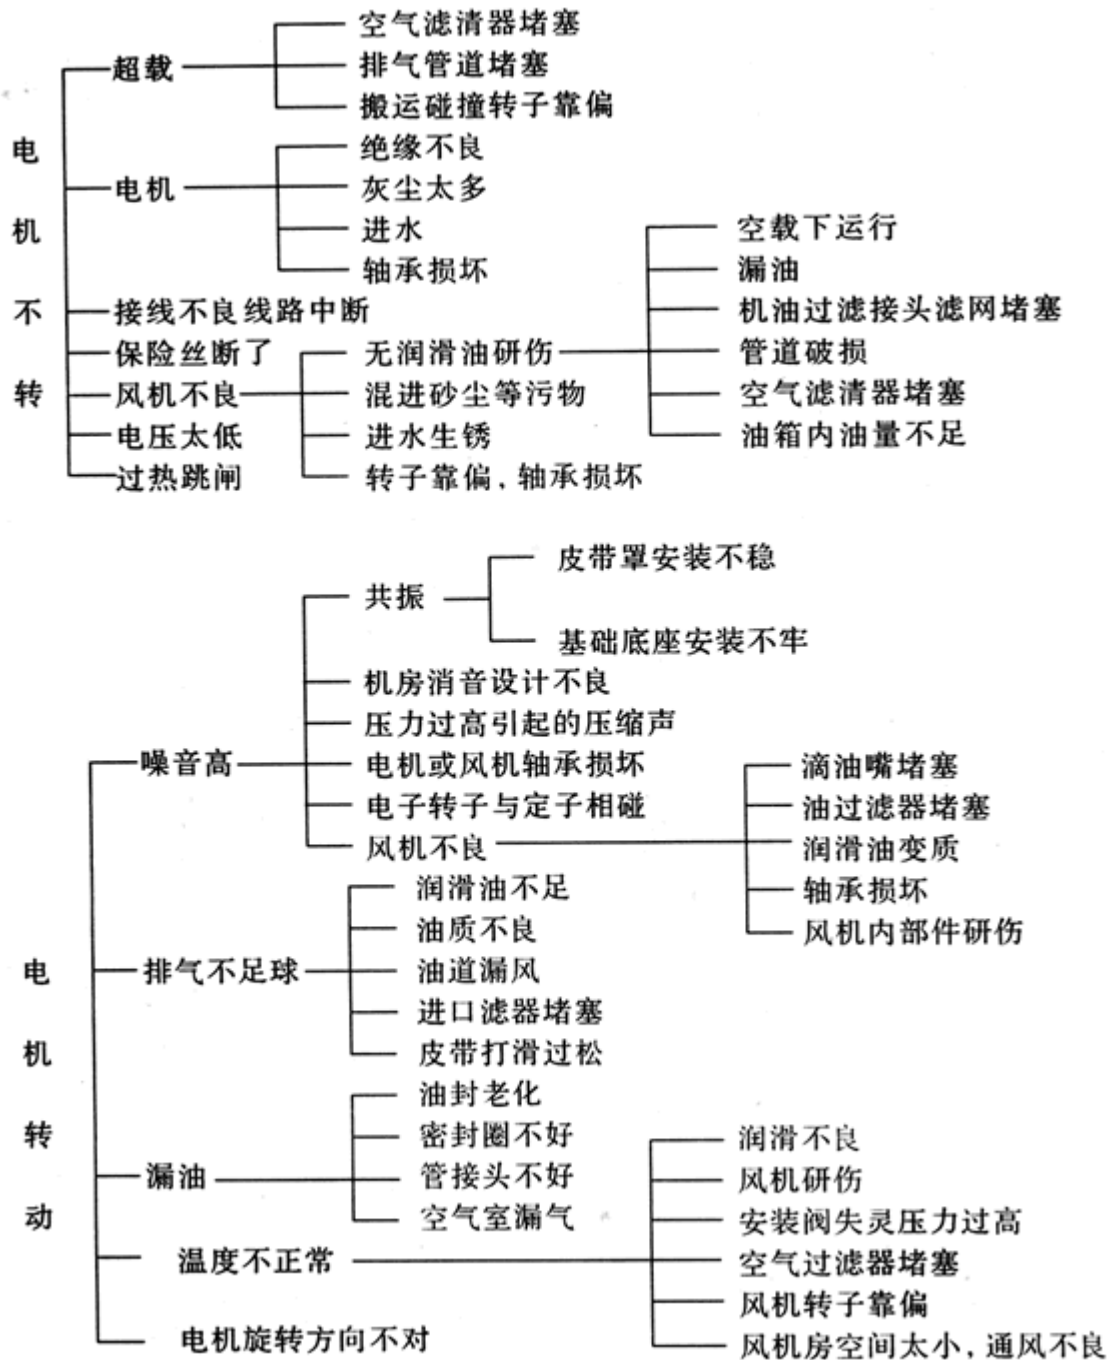 电机不转
超载
空气滤清器堵塞
排气管道堵塞
搬运碰撞转子靠偏
电机
绝缘不良
灰尘太多
进水
轴承损坏
接线不良线路中断
保险丝断了
风机不良
无润滑油研伤
空载下运行
漏油
机油过滤接头滤网堵塞
管道破损
空气滤清器堵塞
油箱内油量不足
混进砂尘等污物
进水生锈
转子靠偏，轴承损坏
电压太低
过热跳闸
电机转动
噪音高
共振
皮带罩安装不稳
基础底座安装不牢
机房消音设计不良
压力过高引起的压缩声
电机或风机轴承损坏
电子转子与定子相碰
风机不良
滴油嘴堵塞
油过滤器堵塞
润滑油变质
轴承损坏
风机内部件研伤
排气不足球
润滑油不足
油质不良
油道漏风
进口滤器堵塞
皮带打滑过松
漏油
油封老化
密封圈不好
管接头不好
空气室漏气
温度不正常
润滑不良
风机研伤
安装阀失灵压力过高
空气过滤器堵塞
风机转子靠偏
风机房空间太小，通风不良
电机旋转方向不对